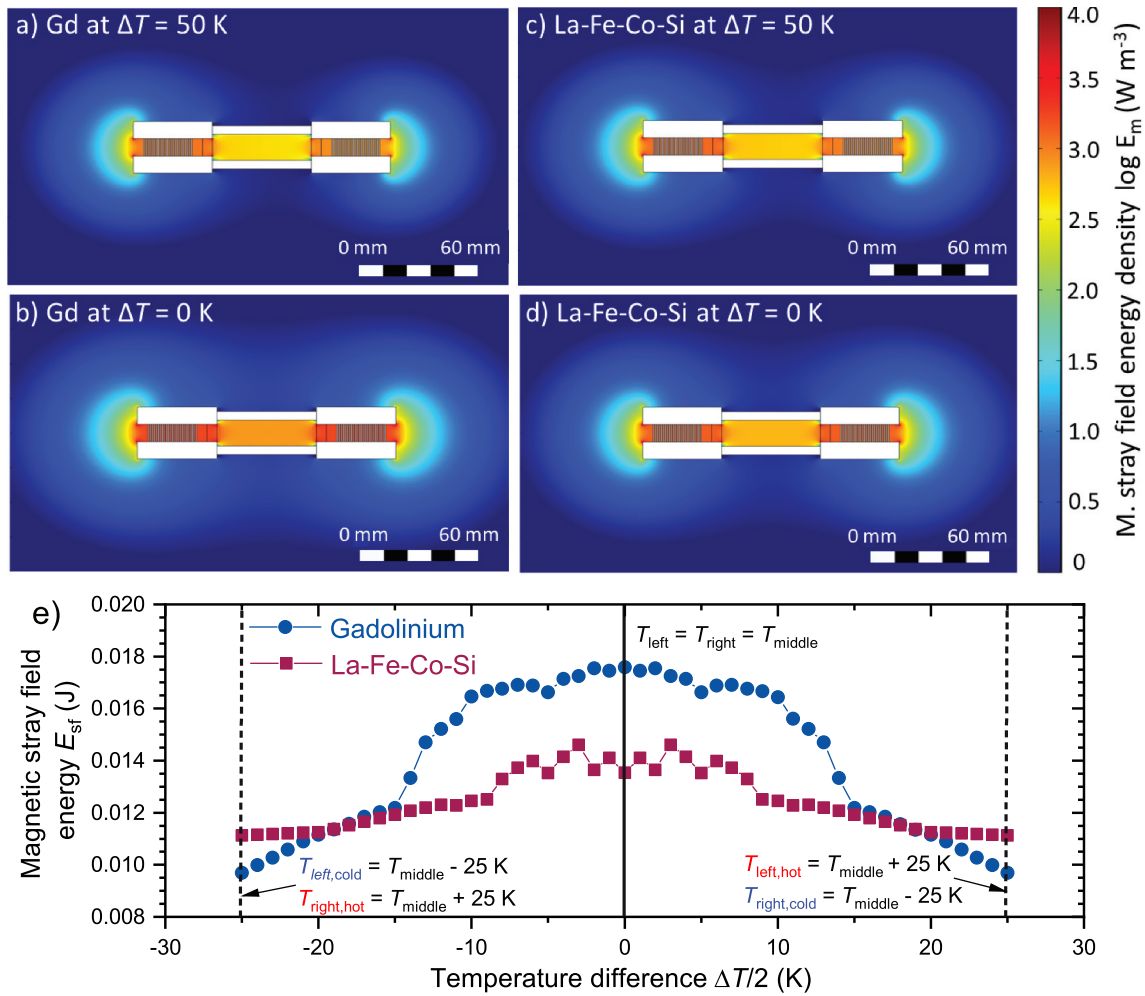 a) Gd at ΔT = 50 K
0 mm 60 mm
c) La-Fe-Co-Si at ΔT = 50 K
0 mm 60 mm
b) Gd at ΔT = 0 K
0 mm 60 mm
d) La-Fe-Co-Si at ΔT = 0 K
0 mm 60 mm
4.0
3.5
3.0
2.5
2.0
1.5
1.0
0.5
0
M. stray field energy density log Em (W m⁻³)
e)
Gadolinium
La-Fe-Co-Si
Tleft = Tright = Tmiddle
Tleft,cold = Tmiddle - 25 K
Tright,hot = Tmiddle + 25 K
Tleft,hot = Tmiddle + 25 K
Tright,cold = Tmiddle - 25 K
0.020
0.018
0.016
0.014
0.012
0.010
0.008
Magnetic stray field
energy Esf (J)
-30 -20 -10 0 10 20 30
Temperature difference ΔT/2 (K)